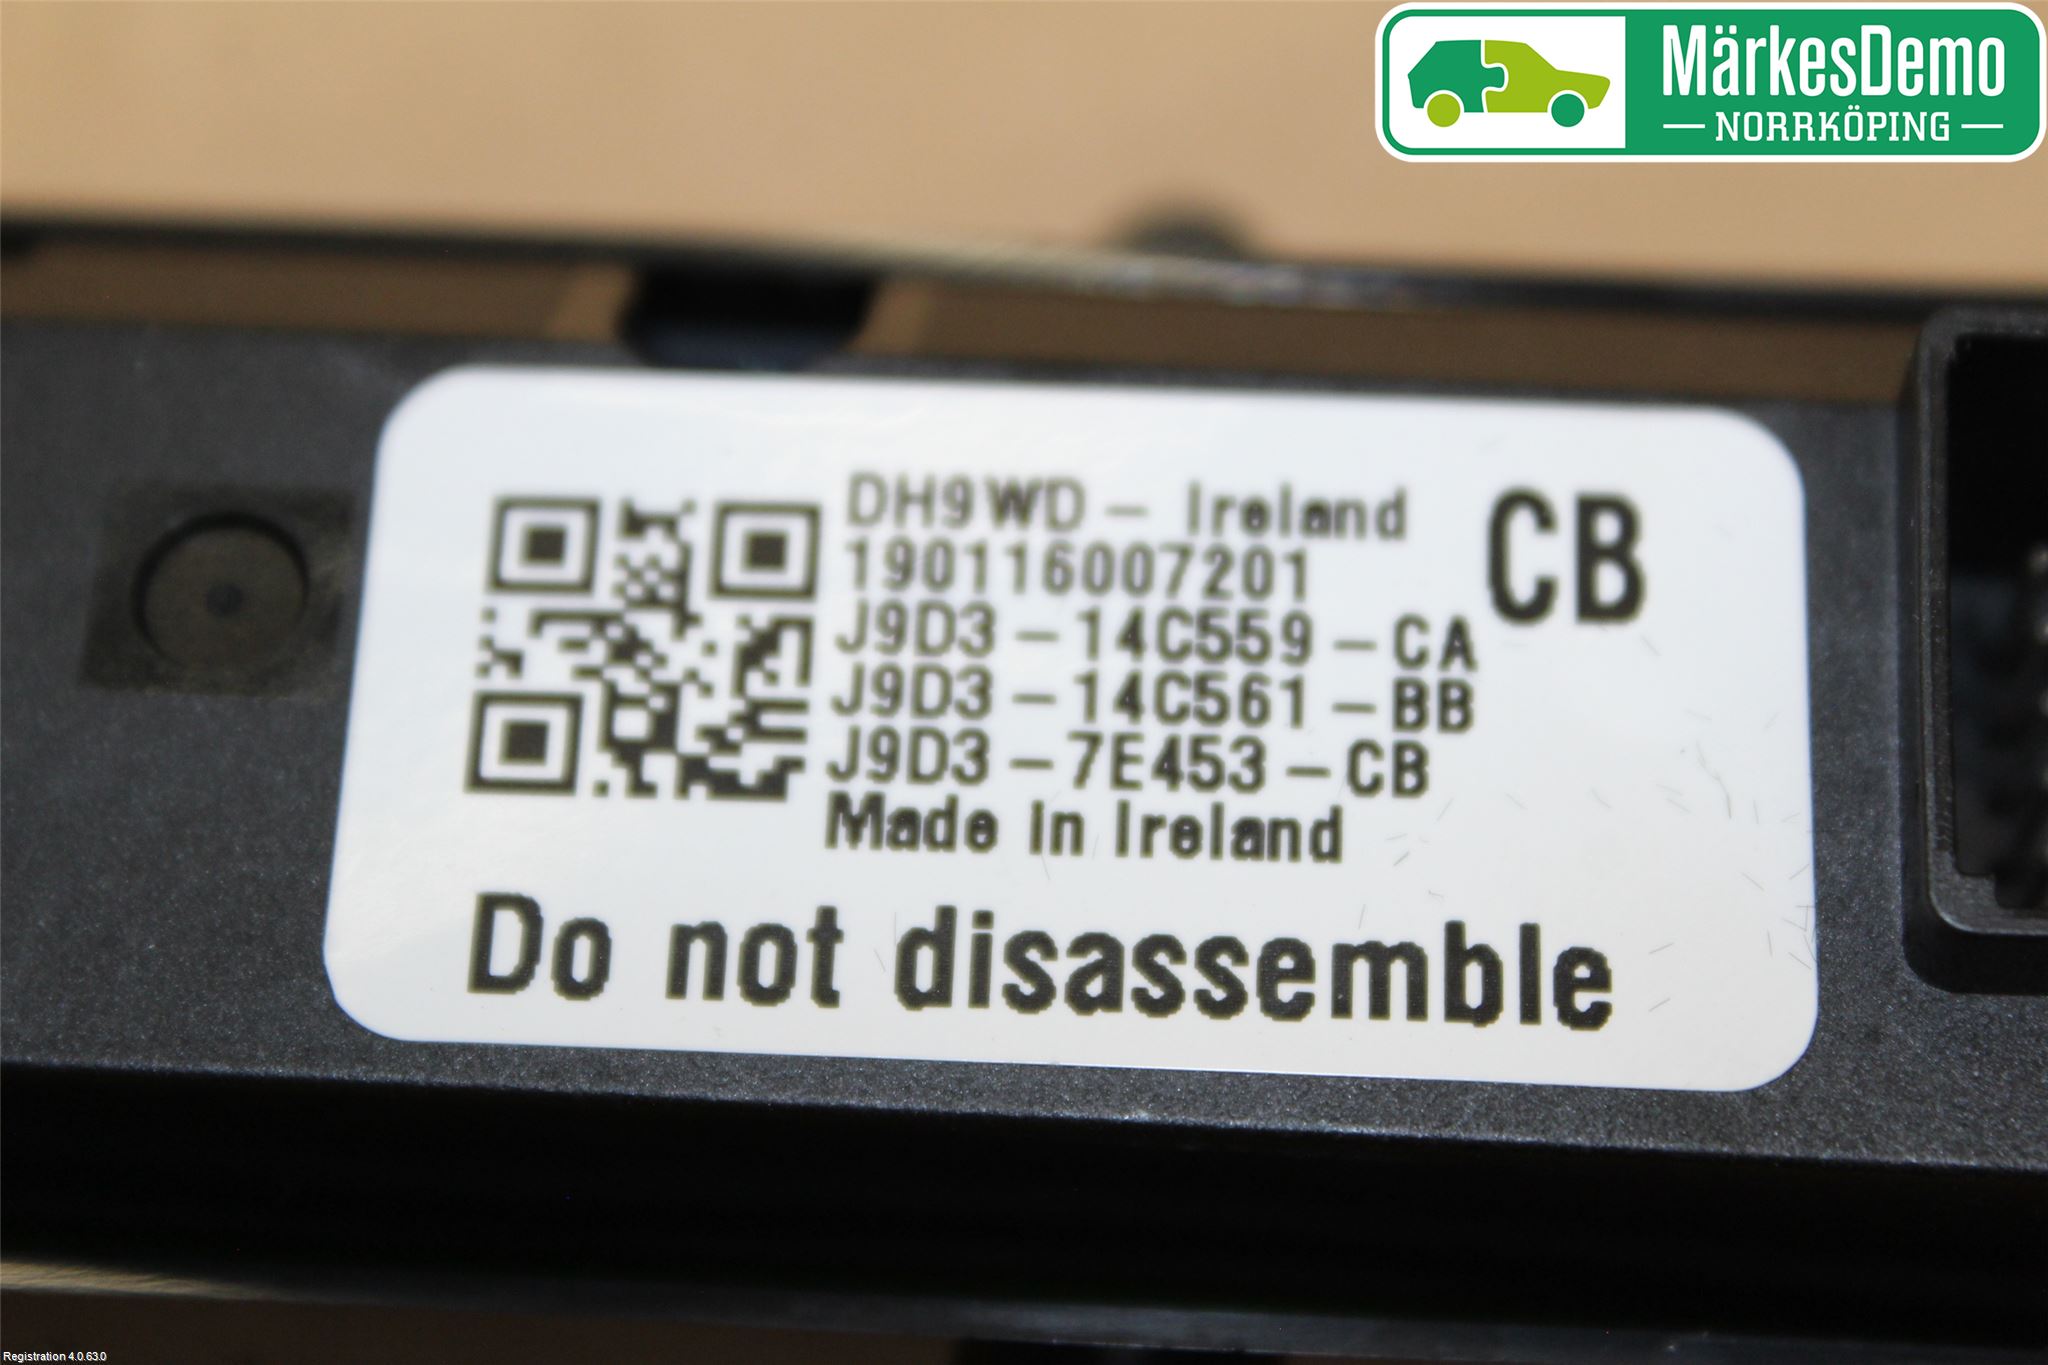 MärkesDemo
NORRKÖPING
DH9WD - Ireland
CB
190116007201
J9D3 - 14C559 - CA
J9D3 - 14C561 - BB
J9D3 - 7E453 - CB
Made in Ireland
Do not disassemble
Registration 4.0.63.0